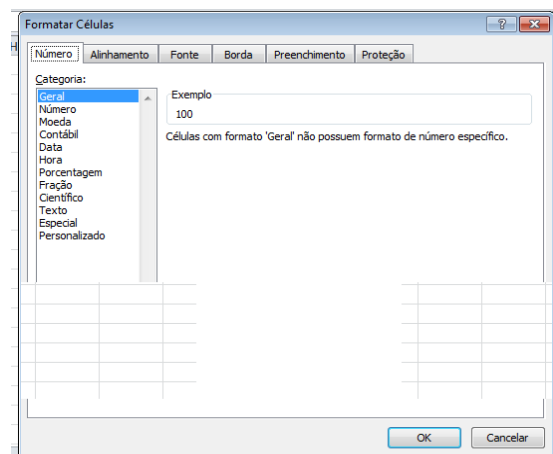 Formatar Células
H
Número Alinhamento Fonte Borda Preenchimento Proteção
Categoria:
Geral
Número
Moeda
Contábil
Data
Hora
Porcentagem
Fração
Científico
Texto
Especial
Personalizado
Exemplo
100
Células com formato 'Geral' não possuem formato de número específico.
OK Cancelar